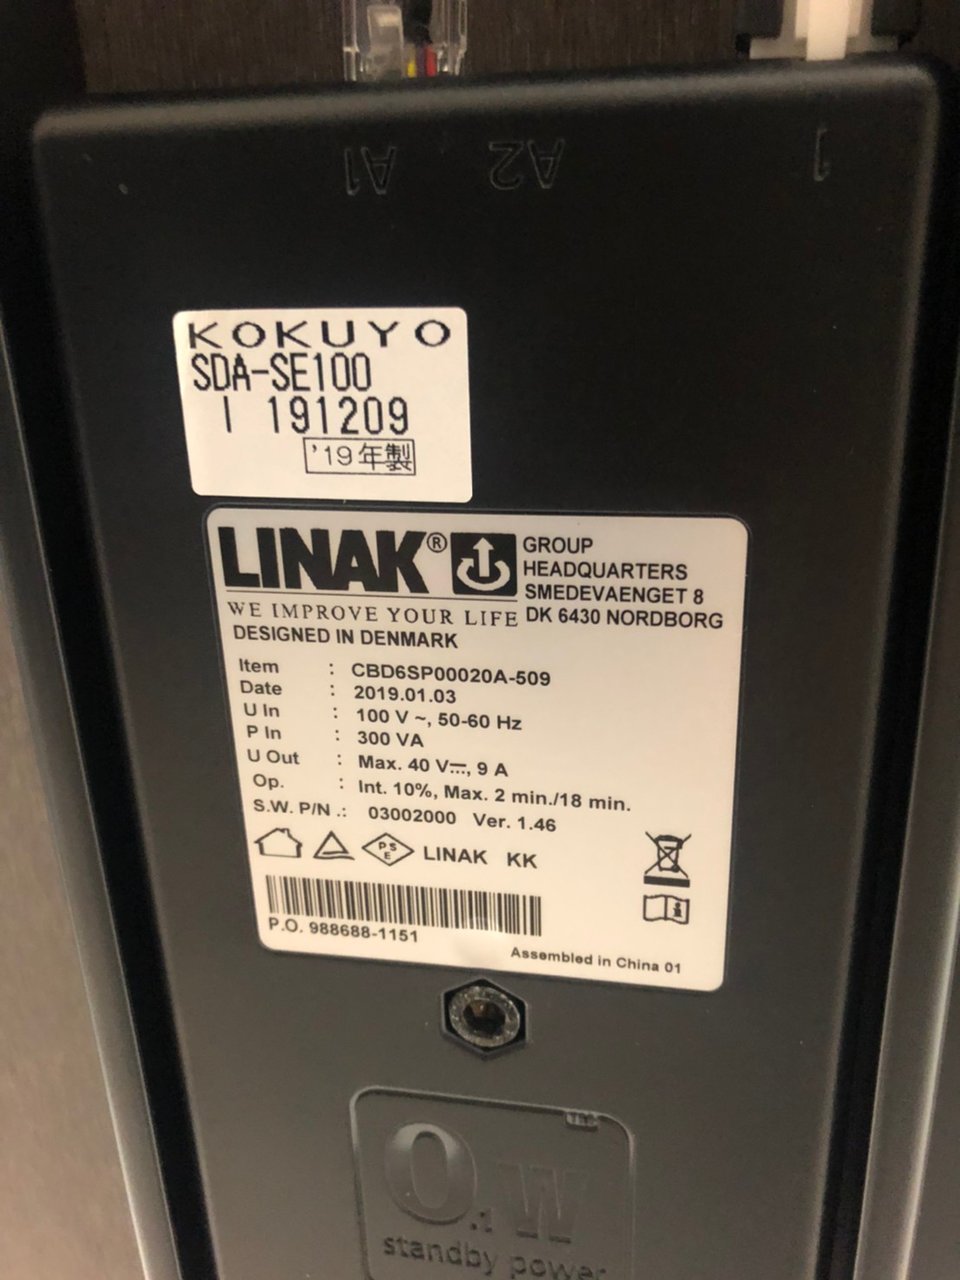 A1
A2
1
KOKUYO
SDA-SE100
I 191209
'19年製
LINAK®
GROUP
HEADQUARTERS
SMEDEVAENGET 8
DK 6430 NORDBORG
WE IMPROVE YOUR LIFE
DESIGNED IN DENMARK
Item : CBD6SP00020A-509
Date : 2019.01.03
U In : 100 V ~, 50-60 Hz
P In : 300 VA
U Out : Max. 40 V⎓, 9 A
Op. : Int. 10%, Max. 2 min./18 min.
S.W. P/N .: 03002000 Ver. 1.46
PSE LINAK KK
P.O. 988688-1151
Assembled in China 01
0.1 W
standby power